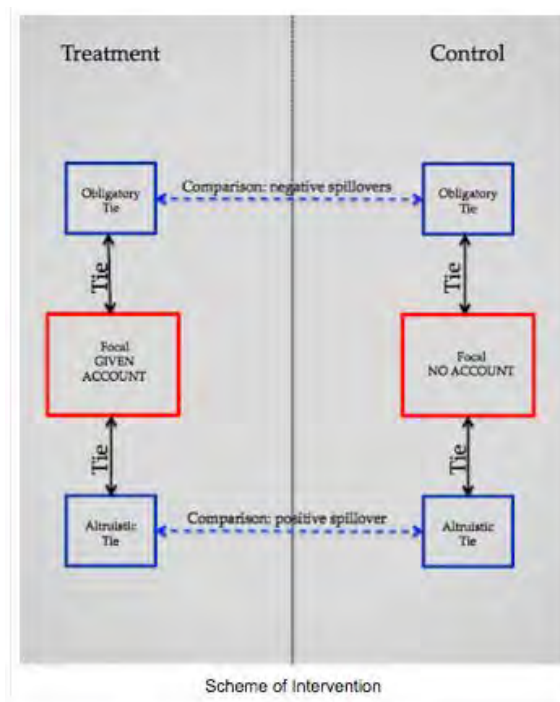 Treatment
Control
Obligatory
Tie
Comparison: negative spillovers
Obligatory
Tie
Tie
Tie
Focal
GIVEN
ACCOUNT
Focal
NO ACCOUNT
Tie
Tie
Altruistic
Tie
Comparison: positive spillover
Altruistic
Tie
Scheme of Intervention